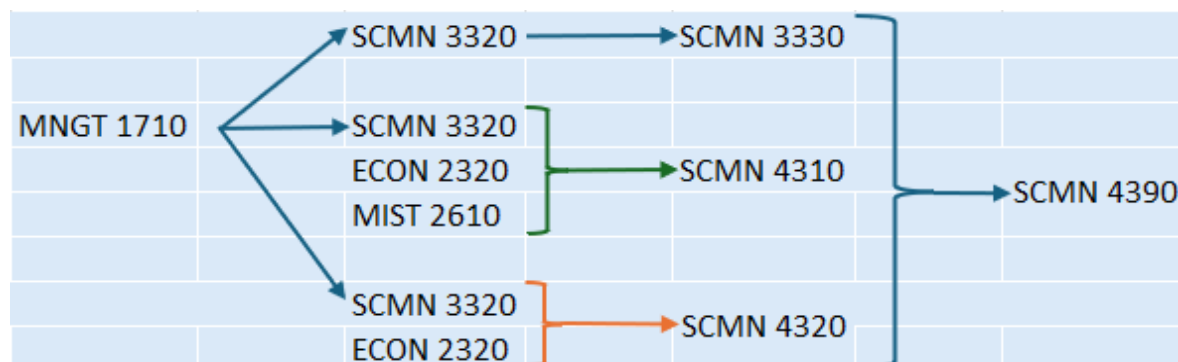 SCMN 3320 SCMN 3330
MNGT 1710 SCMN 3320
ECON 2320 SCMN 4310
SCMN 4390
MIST 2610
SCMN 3320
SCMN 4320
ECON 2320